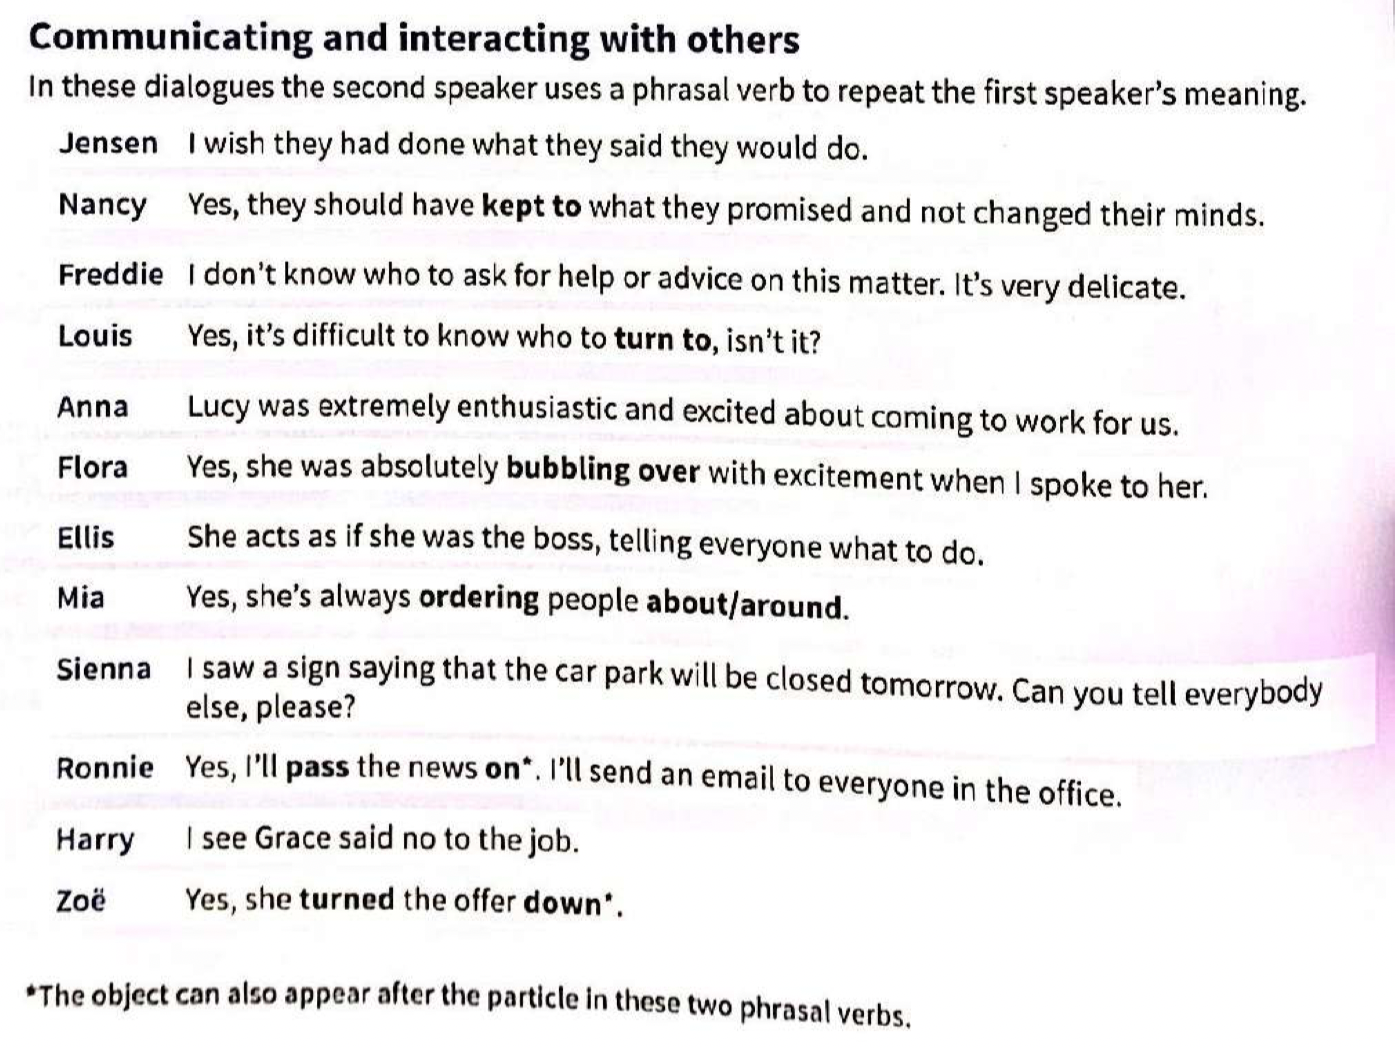 Communicating and interacting with others
In these dialogues the second speaker uses a phrasal verb to repeat the first speaker's meaning.
Jensen I wish they had done what they said they would do.
Nancy Yes, they should have kept to what they promised and not changed their minds.
Freddie I don't know who to ask for help or advice on this matter. It's very delicate.
Louis Yes, it's difficult to know who to turn to, isn't it?
Anna Lucy was extremely enthusiastic and excited about coming to work for us.
Flora Yes, she was absolutely bubbling over with excitement when I spoke to her.
Ellis She acts as if she was the boss, telling everyone what to do.
Mia Yes, she's always ordering people about/around.
Sienna I saw a sign saying that the car park will be closed tomorrow. Can you tell everybody
else, please?
Ronnie Yes, I'll pass the news on*. I'll send an email to everyone in the office.
Harry I see Grace said no to the job.
Zoë Yes, she turned the offer down*.
*The object can also appear after the particle in these two phrasal verbs.